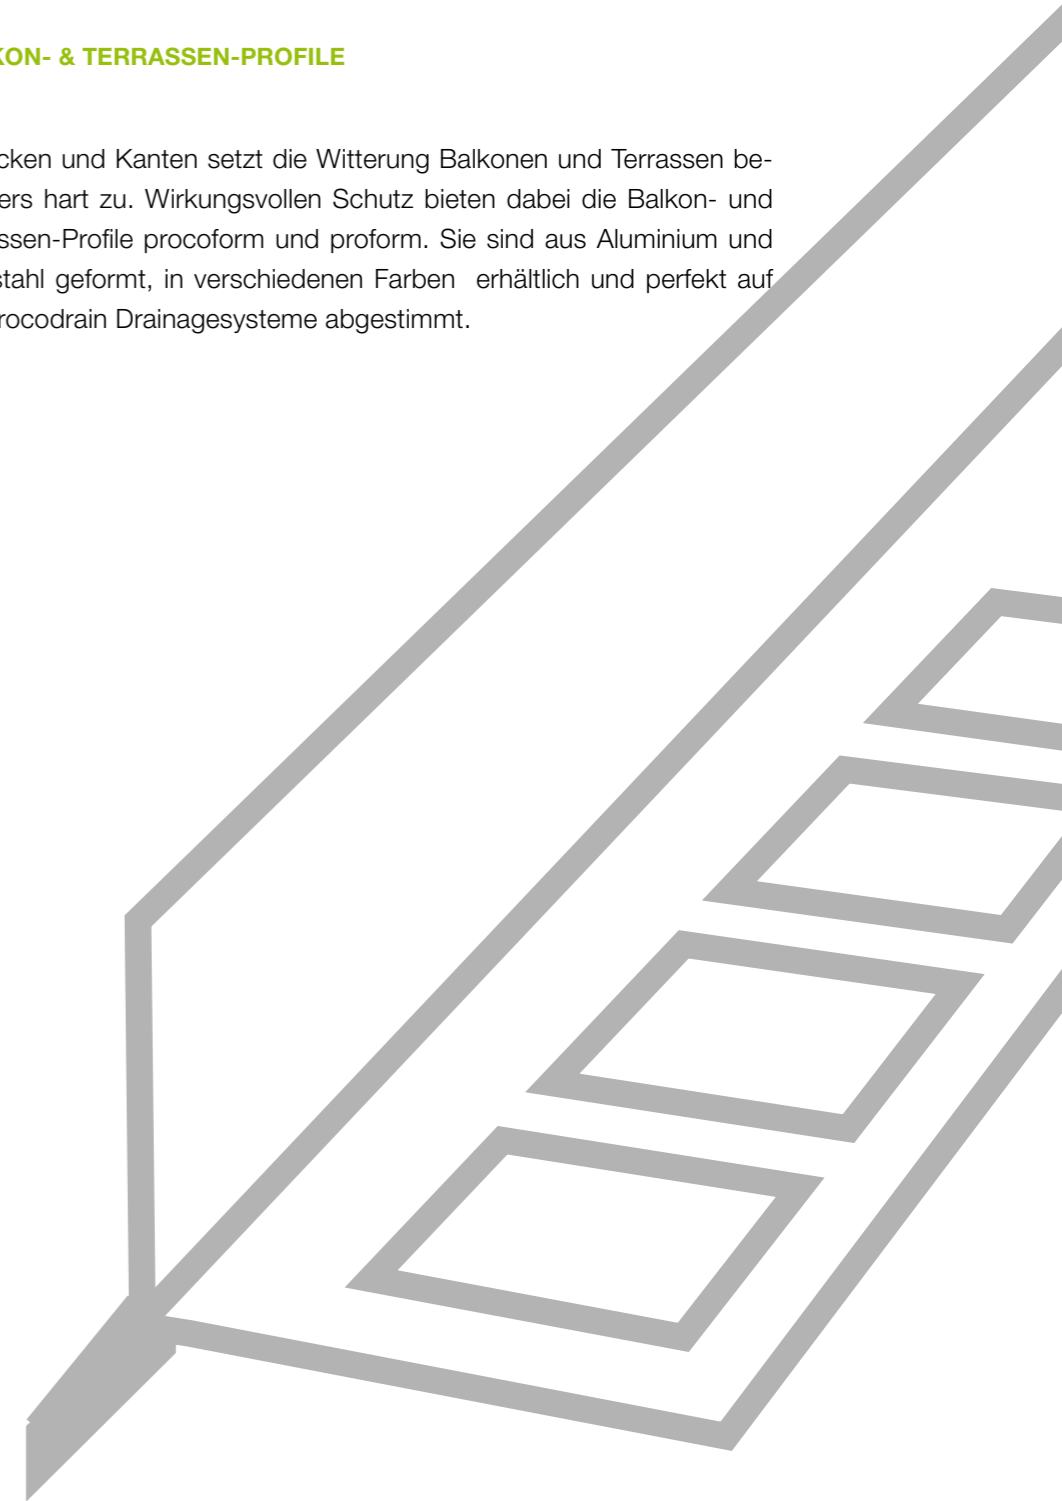 KON- & TERRASSEN-PROFILE
cken und Kanten setzt die Witterung Balkonen und Terrassen be-
ers hart zu. Wirkungsvollen Schutz bieten dabei die Balkon- und
ssen-Profile procoform und proform. Sie sind aus Aluminium und
stahl geformt, in verschiedenen Farben erhältlich und perfekt auf
rocodrain Drainagesysteme abgestimmt.